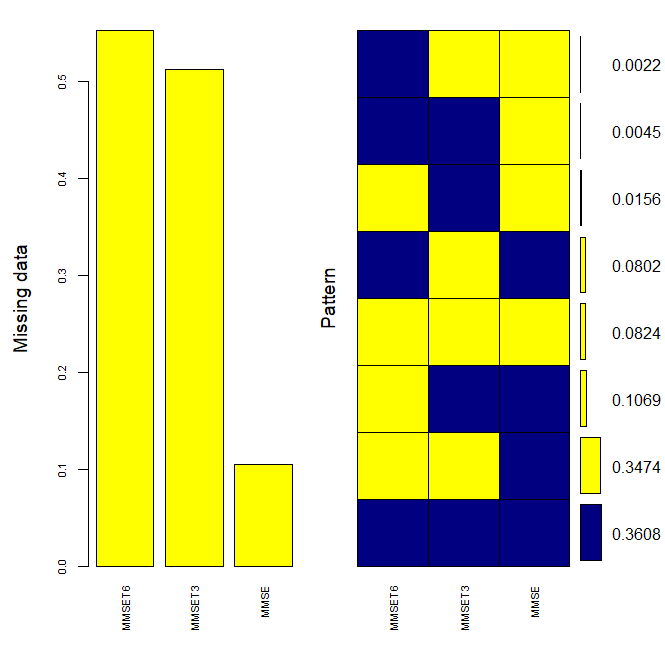 Missing data
0.5
0.4
0.3
0.2
0.1
0.0
MMSET6
MMSET3
MMSE
Pattern
0.0022
0.0045
0.0156
0.0802
0.0824
0.1069
0.3474
0.3608
MMSET6
MMSET3
MMSE